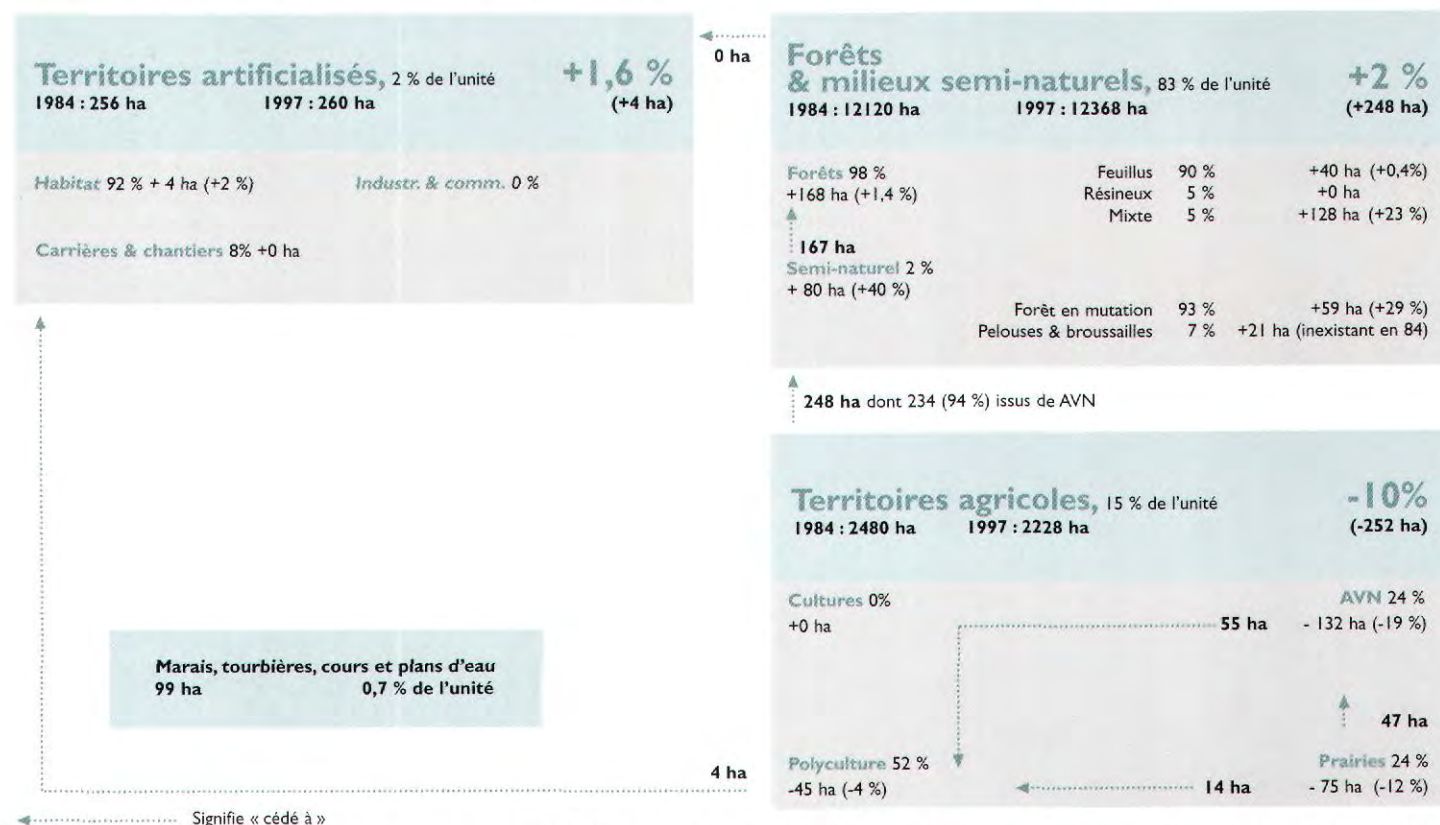 Territoires artificialisés, 2 % de l'unité +1,6 %
1984 : 256 ha 1997 : 260 ha (+4 ha)
Habitat 92 % + 4 ha (+2 %) Industr. & comm. 0 %
Carrières & chantiers 8% +0 ha
0 ha
Forêts
& milieux semi-naturels, 83 % de l'unité +2 %
1984 : 12120 ha 1997 : 12368 ha (+248 ha)
Forêts 98 % Feuillus 90 % +40 ha (+0,4%)
+168 ha (+1,4 %) Résineux 5 % +0 ha
Mixte 5 % +128 ha (+23 %)
167 ha
Semi-naturel 2 %
+ 80 ha (+40 %)
Forêt en mutation 93 % +59 ha (+29 %)
Pelouses & broussailles 7 % +21 ha (inexistant en 84)
248 ha dont 234 (94 %) issus de AVN
Territoires agricoles, 15 % de l'unité -10%
1984 : 2480 ha 1997 : 2228 ha (-252 ha)
Cultures 0% AVN 24 %
+0 ha 55 ha - 132 ha (-19 %)
47 ha
Polyculture 52 % Prairies 24 %
-45 ha (-4 %) 14 ha - 75 ha (-12 %)
Marais, tourbières, cours et plans d'eau
99 ha 0,7 % de l'unité
4 ha
Signifie « cédé à »